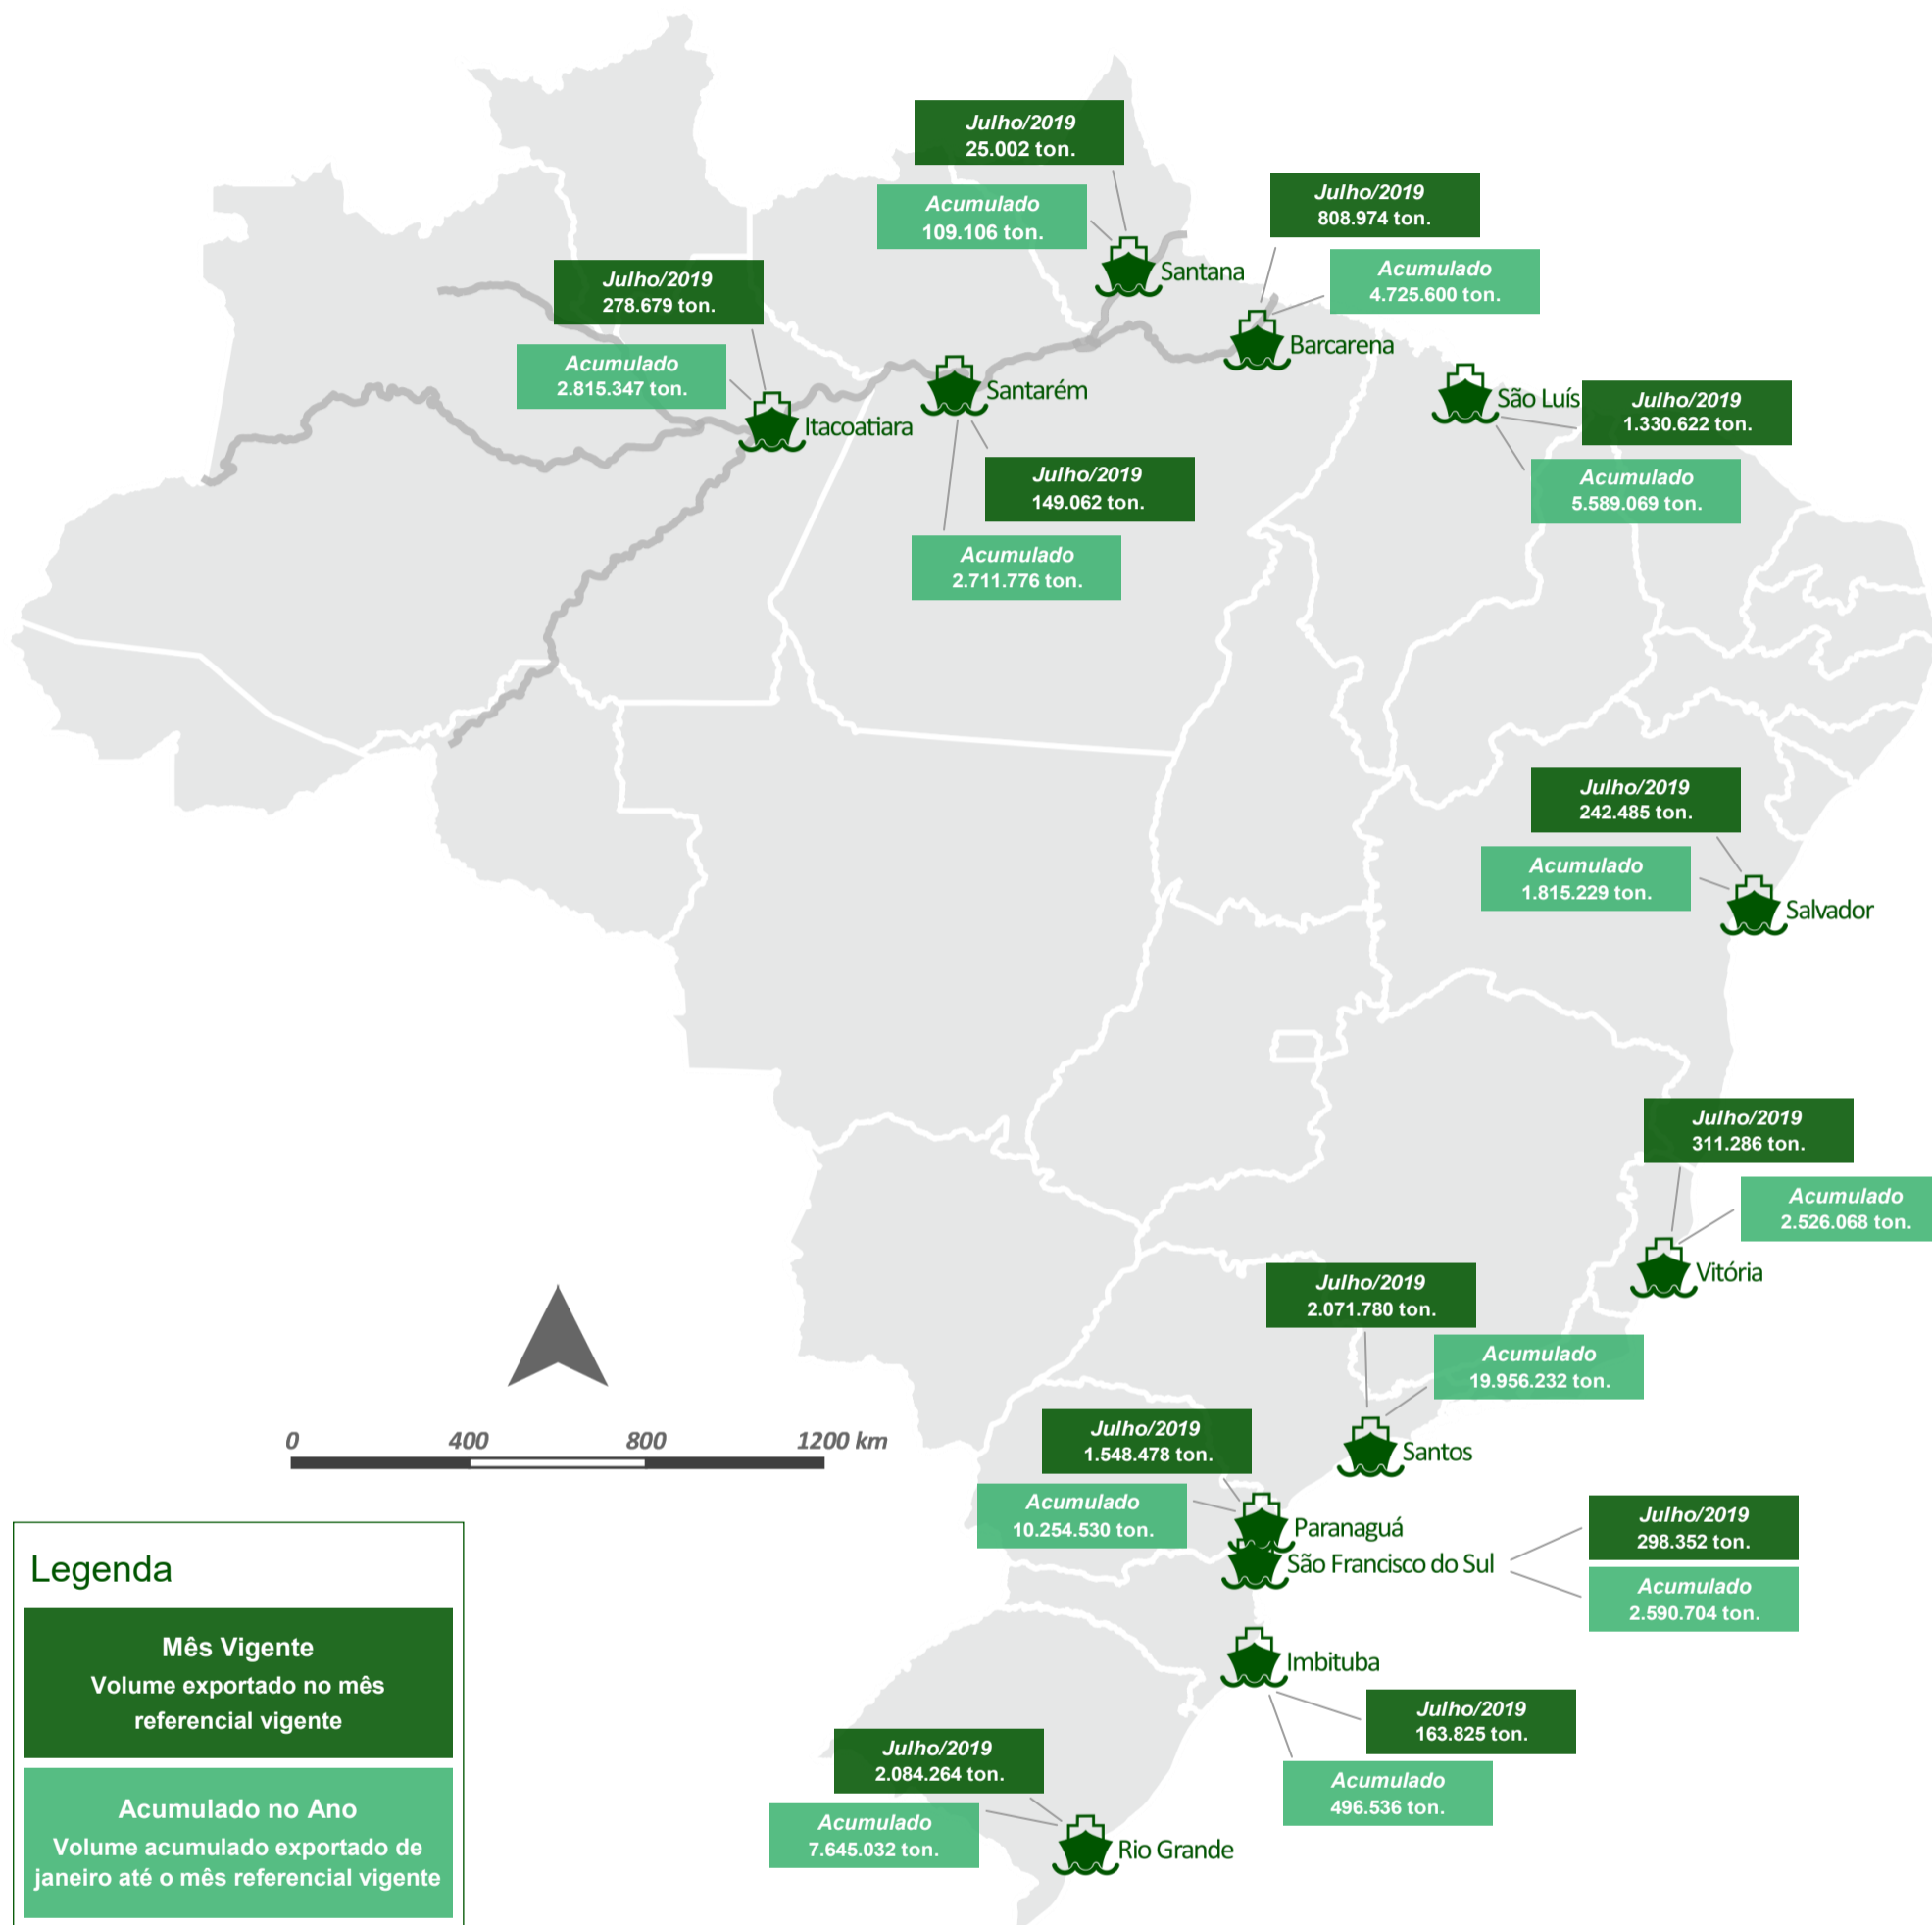 Julho/2019
25.002 ton.
Acumulado
109.106 ton.
Santana
Julho/2019
808.974 ton.
Acumulado
4.725.600 ton.
Barcarena
Julho/2019
278.679 ton.
Acumulado
2.815.347 ton.
Itacoatiara
Santarém
Julho/2019
149.062 ton.
Acumulado
2.711.776 ton.
São Luís
Julho/2019
1.330.622 ton.
Acumulado
5.589.069 ton.
Julho/2019
242.485 ton.
Acumulado
1.815.229 ton.
Salvador
Julho/2019
311.286 ton.
Acumulado
2.526.068 ton.
Vitória
Julho/2019
2.071.780 ton.
Acumulado
19.956.232 ton.
Santos
Julho/2019
1.548.478 ton.
Acumulado
10.254.530 ton.
Paranaguá
São Francisco do Sul
Julho/2019
298.352 ton.
Acumulado
2.590.704 ton.
Imbituba
Julho/2019
163.825 ton.
Acumulado
496.536 ton.
Julho/2019
2.084.264 ton.
Acumulado
7.645.032 ton.
Rio Grande
0 400 800 1200 km
Legenda
Mês Vigente
Volume exportado no mês
referencial vigente
Acumulado no Ano
Volume acumulado exportado de
janeiro até o mês referencial vigente